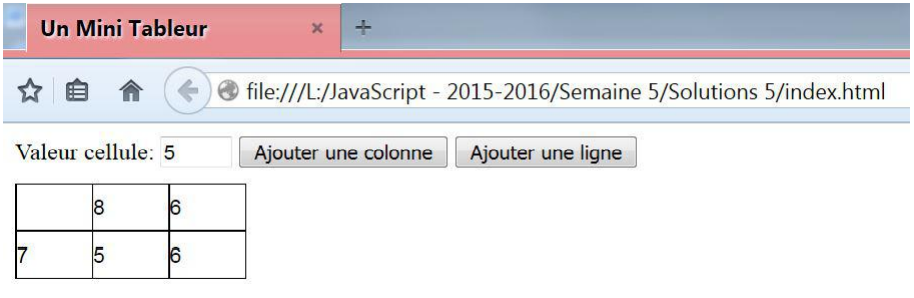 Un Mini Tableur × +
file:///L:/JavaScript - 2015-2016/Semaine 5/Solutions 5/index.html
Valeur cellule: 5 Ajouter une colonne Ajouter une ligne
8 6
7 5 6